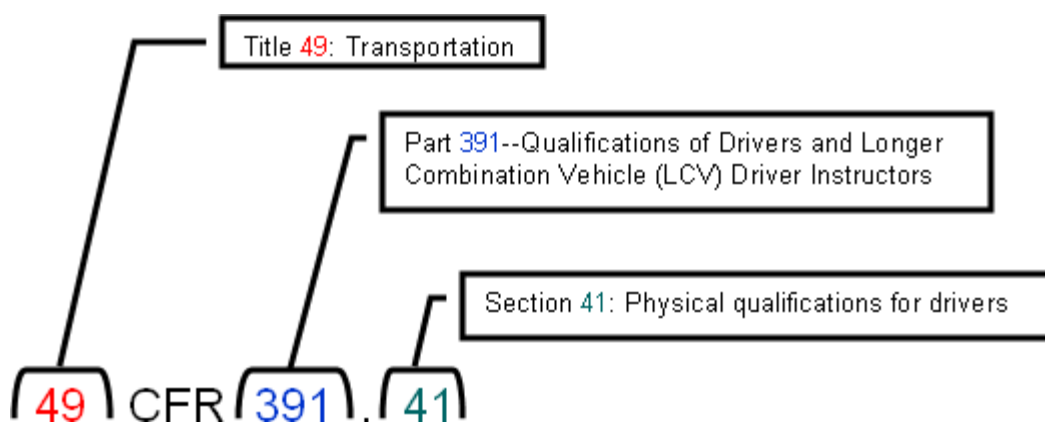 Title 49: Transportation
Part 391--Qualifications of Drivers and Longer
Combination Vehicle (LCV) Driver Instructors
Section 41: Physical qualifications for drivers
49 CFR 391.41